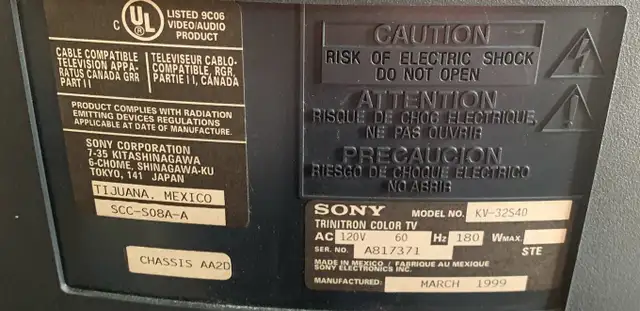 C UL
LISTED 9C06
VIDEO/AUDIO
PRODUCT
CABLE COMPATIBLE
TELEVISION APPA-
RATUS CANADA GRR
PART II
TELEVISEUR CABLO-
COMPATIBLE, RGR,
PARTIE II, CANADA
PRODUCT COMPLIES WITH RADIATION
EMITTING DEVICES REGULATIONS
APPLICABLE AT DATE OF MANUFACTURE.
SONY CORPORATION
7-35 KITASHINAGAWA
6-CHOME, SHINAGAWA-KU
TOKYO, 141 JAPAN
TIJUANA, MEXICO
SCC-S08A-A
CHASSIS AA2D
CAUTION
RISK OF ELECTRIC SHOCK
DO NOT OPEN
ATTENTION
RISQUE DE CHOC ELECTRIQUE,
NE PAS OUVRIR
PRECAUCION
RIESGO DE CHOQUE ELECTRICO
NO ABRIR
SONY MODEL NO. KV-32S40
TRINITRON COLOR TV
AC 120V 60 Hz 180 WMAX.
SER. NO. A817371 STE
MADE IN MEXICO / FABRIQUE AU MEXIQUE
SONY ELECTRONICS INC.
MANUFACTURED: MARCH 1999